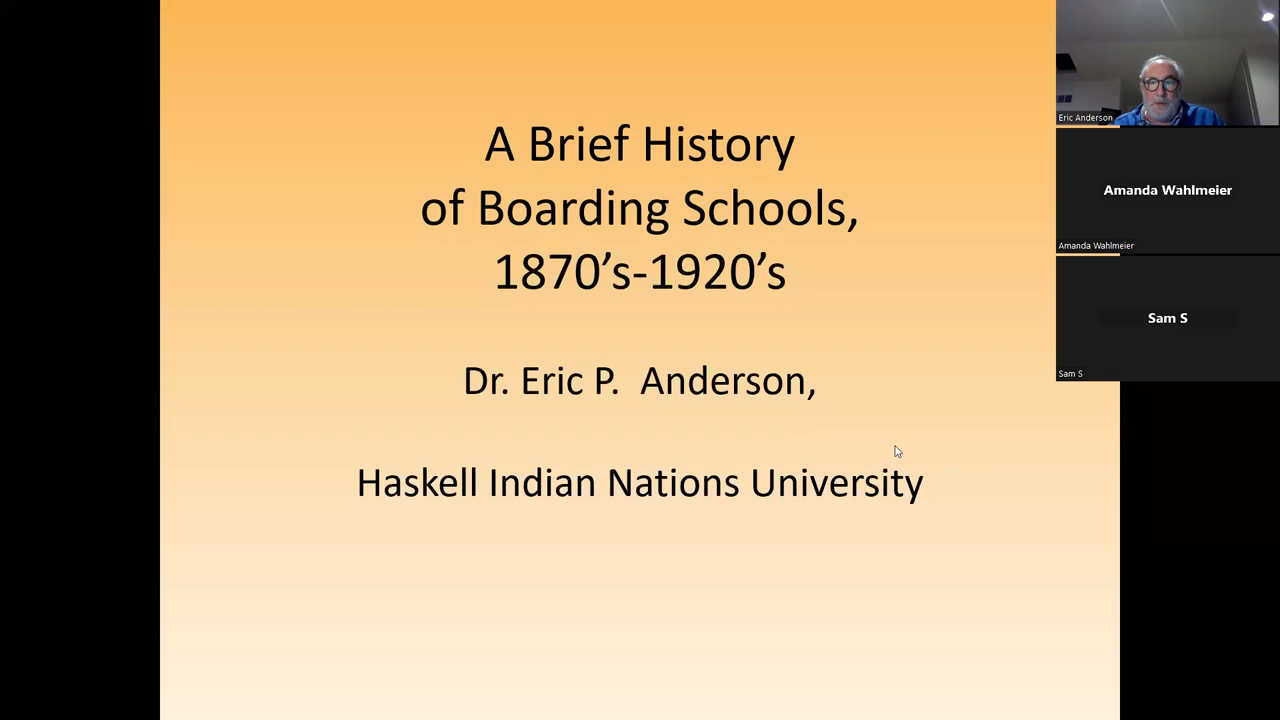 A Brief History
of Boarding Schools,
1870’s-1920’s
Dr. Eric P.  Anderson,
Haskell Indian Nations University
Eric Anderson
Amanda Wahlmeier
Amanda Wahlmeier
Sam S
Sam S